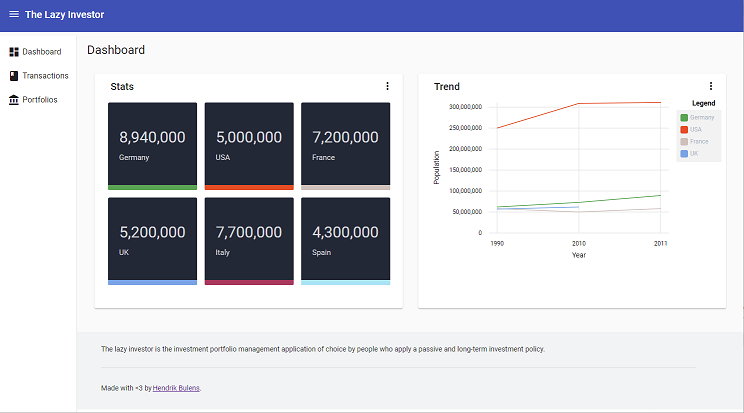 The Lazy Investor
Dashboard
Transactions
Portfolios
Dashboard
Stats
8,940,000
Germany
5,000,000
USA
7,200,000
France
5,200,000
UK
7,700,000
Italy
4,300,000
Spain
Trend
Population
300,000,000
250,000,000
200,000,000
150,000,000
100,000,000
50,000,000
0
1990
2010
2011
Year
Legend
Germany
USA
France
UK
The lazy investor is the investment portfolio management application of choice by people who apply a passive and long-term investment policy.
Made with <3 by Hendrik Bulens.